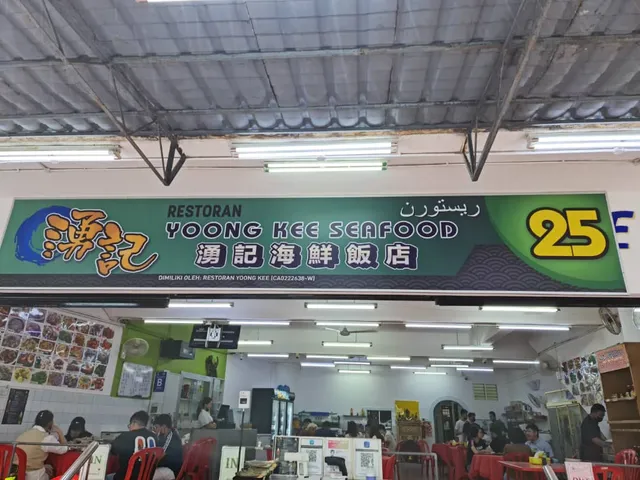 湧記
RESTORAN
ريستورن
YOONG KEE SEAFOOD
湧記海鮮飯店
DIMILIKI OLEH: RESTORAN YOONG KEE (CA0222638-W)
25
IN